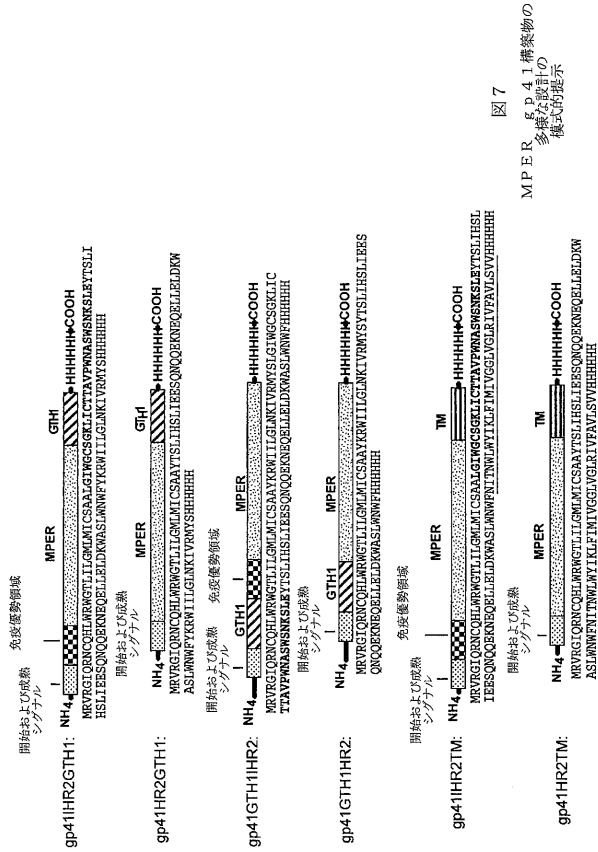 gp41IHR2GTH1:
開始および成熟
シグナル
免疫優勢領域
MPER
GTH1
NH4
HHHHHH
COOH
MRVRGIQRNCQHLWRWGTLILGMLMICSAALGIWGCSGKLICTTAVPWNASWSNKSLEYTSLI
HSLIEESQNQQEKNEQELLELDKWASLWNWFYKRWIILGLNKIVRMYSHHHHHH
gp41HR2GTH1:
開始および成熟
シグナル
MPER
GTH1
NH4
HHHHHH
COOH
MRVRGIQRNCQHLWRWGTLILGMLMICSAAYTSLIHSLIEESQNQQEKNEQELLELDKW
ASLWNWFYKRWIILGLNKIVRMYSHHHHHH
gp41GTH1IHR2:
開始および成熟
シグナル
GTH1
免疫優勢領域
MPER
NH4
HHHHHH
COOH
MRVRGIQRNCQHLWRWGTLILGMLMICSAAYKRWIILGLNKIVRMYSLGIWGCSGKLIC
TTAVPWNASWSNKSLEYTSLIHSLIEESQNQQEKNEQELLELDKWASLWNWFHHHHHH
gp41GTH1HR2:
開始および成熟
シグナル
GTH1
MPER
NH4
HHHHHH
COOH
MRVRGIQRNCQHLWRWGTLILGMLMICSAAYKRWIILGLNKIVRMYSYTSLIHSLIEES
QNQQEKNEQELLELDKWASLWNWFHHHHHH
gp41IHR2TM:
開始および成熟
シグナル
免疫優勢領域
MPER
TM
NH4
HHHHHH
COOH
MRVRGIQRNCQHLWRWGTLILGMLMICSAALGIWGCSGKLICTTAVPWNASWSNKSLEYTSLIHSL
IEESQNQQEKNEQELLELDKWASLWNWFNITNWLWYIKLFIMIVGGLVGLRIVFAVLSVVHHHHHH
gp41HR2TM:
開始および成熟
シグナル
MPER
TM
NH4
HHHHHH
COOH
MRVRGIQRNCQHLWRWGTLILGMLMICSAAYTSLIHSLIEESQNQQEKNEQELLELDKW
ASLWNWFNITNWLWYIKLFIMIVGGLVGLRIVFAVLSVVHHHHHH
図 7
MPER gp41構築物の
多様な設計の
模式的提示